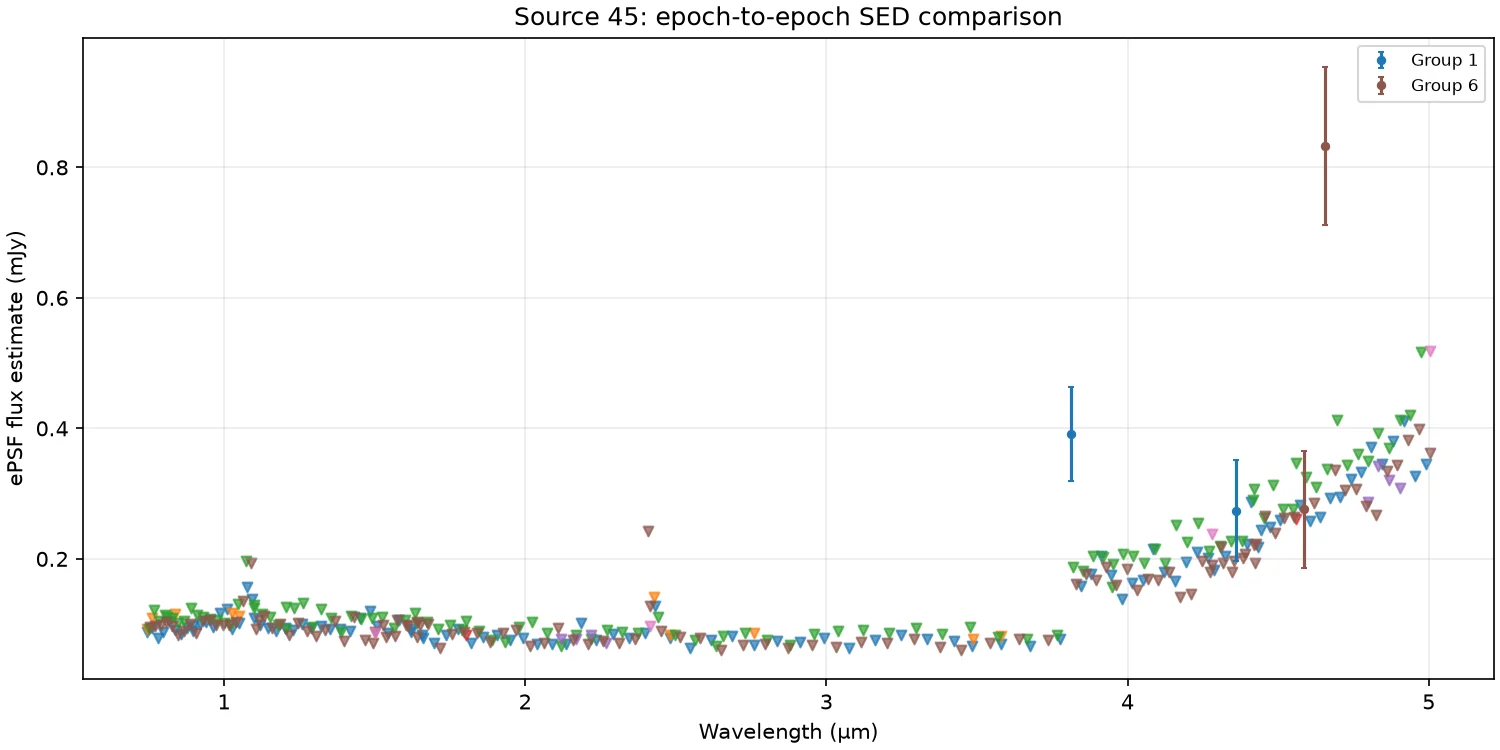 Source 45: epoch-to-epoch SED comparison
ePSF flux estimate (mJy)
0.8
0.6
0.4
0.2
Group 1
Group 6
1 2 3 4 5
Wavelength (μm)